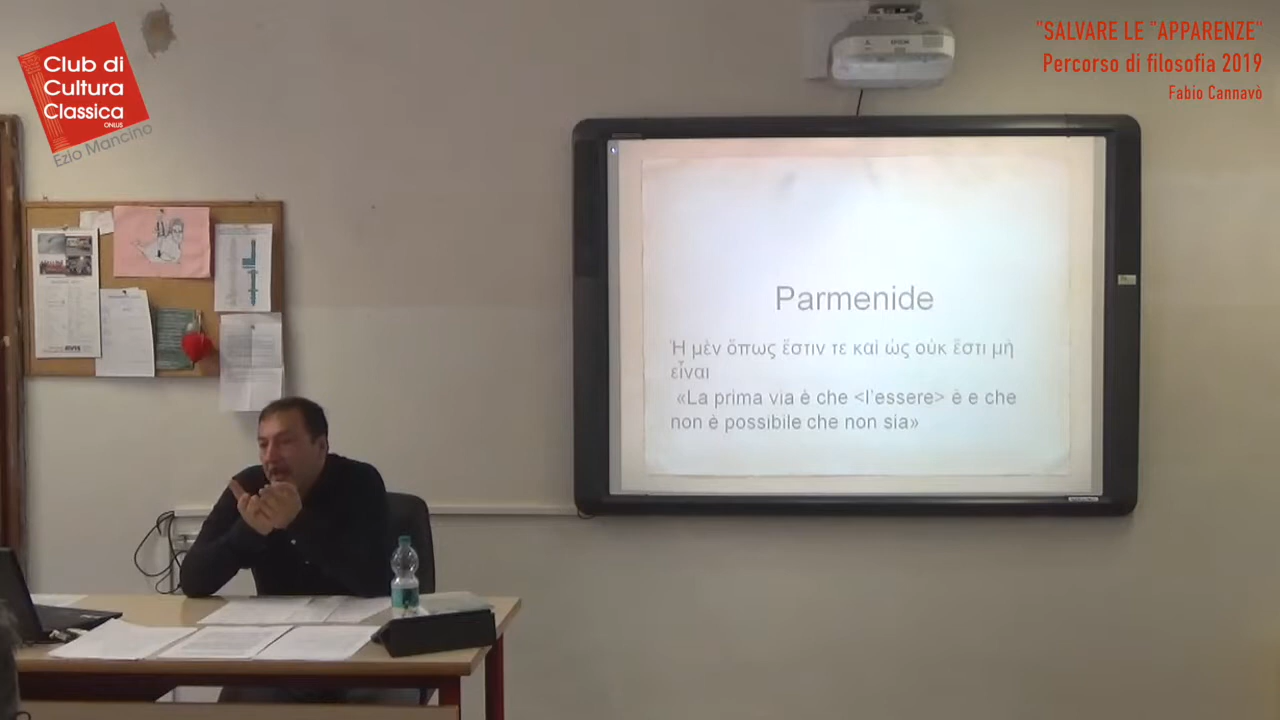 Club di
Cultura
Classica
ONLUS
Ezio Mancino
"SALVARE LE "APPARENZE"
Percorso di filosofia 2019
Fabio Cannavò
EPSON
Parmenide
Ἡ μὲν ὅπως ἔστιν τε καὶ ὡς οὐκ ἔστι μὴ
εἶναι
«La prima via è che <l’essere> è e che
non è possibile che non sia»